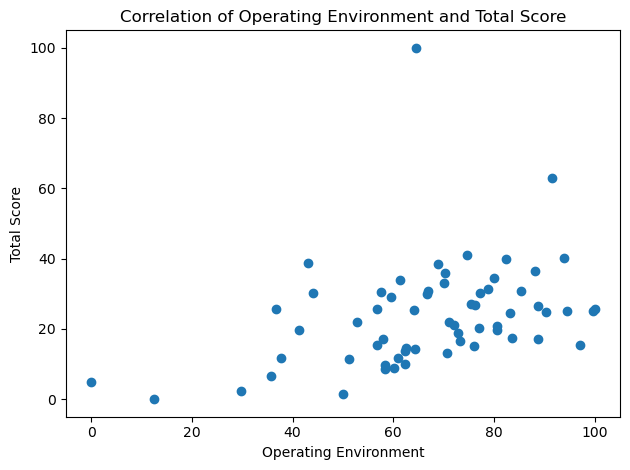 Correlation of Operating Environment and Total Score
Total Score
100
80
60
40
20
0
0 20 40 60 80 100
Operating Environment